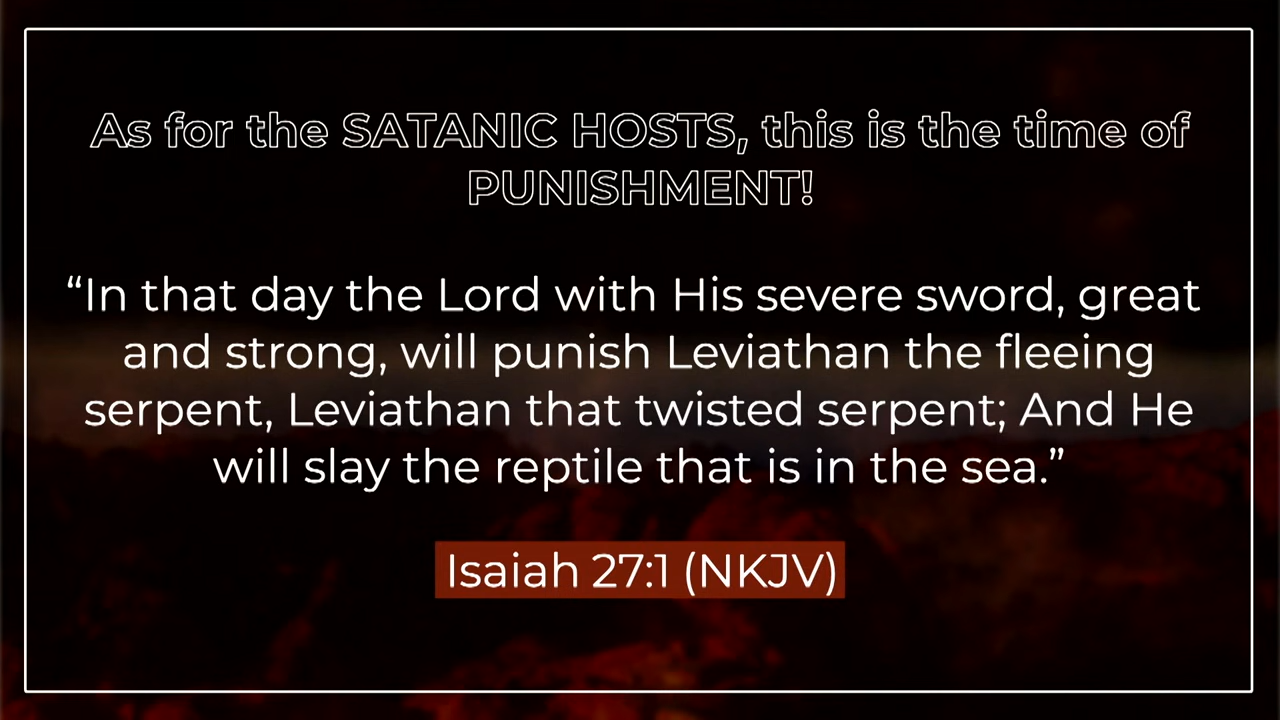 As for the SATANIC HOSTS, this is the time of
PUNISHMENT!
“In that day the Lord with His severe sword, great
and strong, will punish Leviathan the fleeing
serpent, Leviathan that twisted serpent; And He
will slay the reptile that is in the sea.”
Isaiah 27:1 (NKJV)